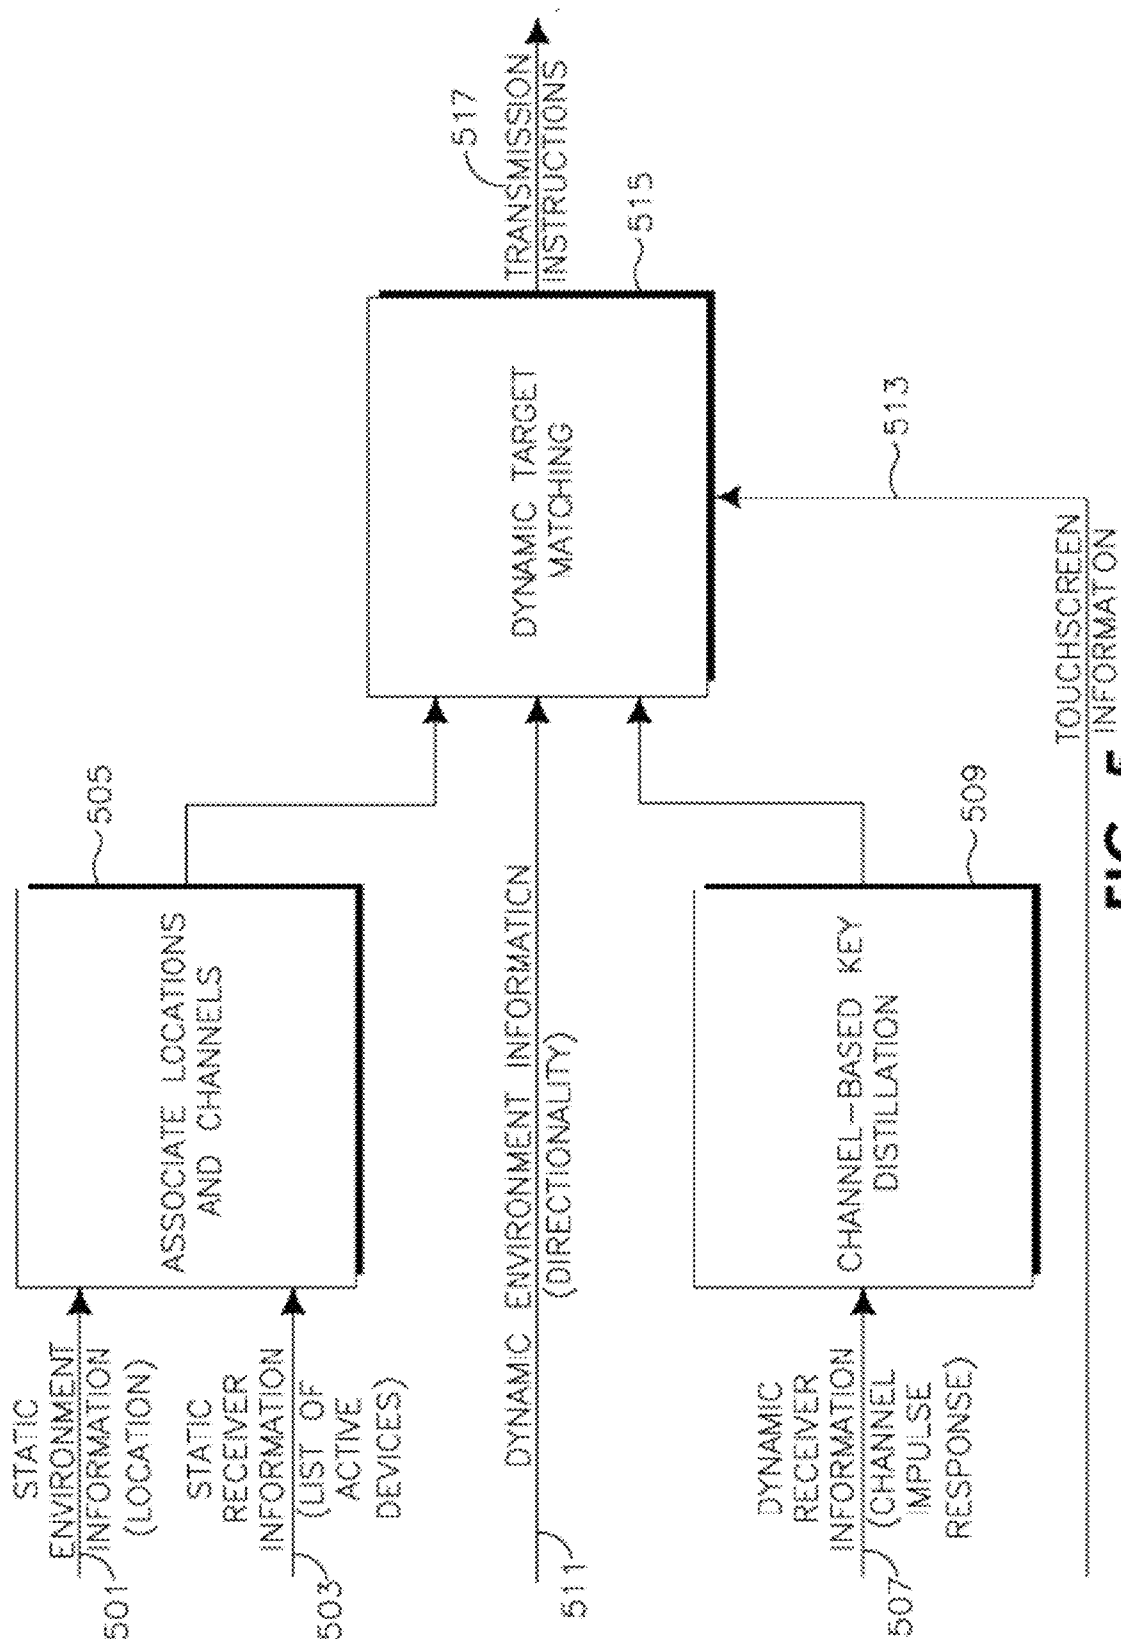 STATIC
ENVIRONMENT
INFORMATION
(LOCATION)
501
STATIC
RECEIVER
INFORMATION
(LIST OF
ACTIVE
DEVICES)
503
ASSOCIATE LOCATIONS
AND CHANNELS
505
DYNAMIC ENVIRONMENT INFORMATION
(DIRECTIONALITY)
511
DYNAMIC
RECEIVER
INFORMATION
(CHANNEL
IMPULSE
RESPONSE)
507
CHANNEL-BASED KEY
DISTILLATION
509
DYNAMIC TARGET
MATCHING
515
TRANSMISSION
INSTRUCTIONS
517
513
TOUCHSCREEN
INFORMATON
FIG.